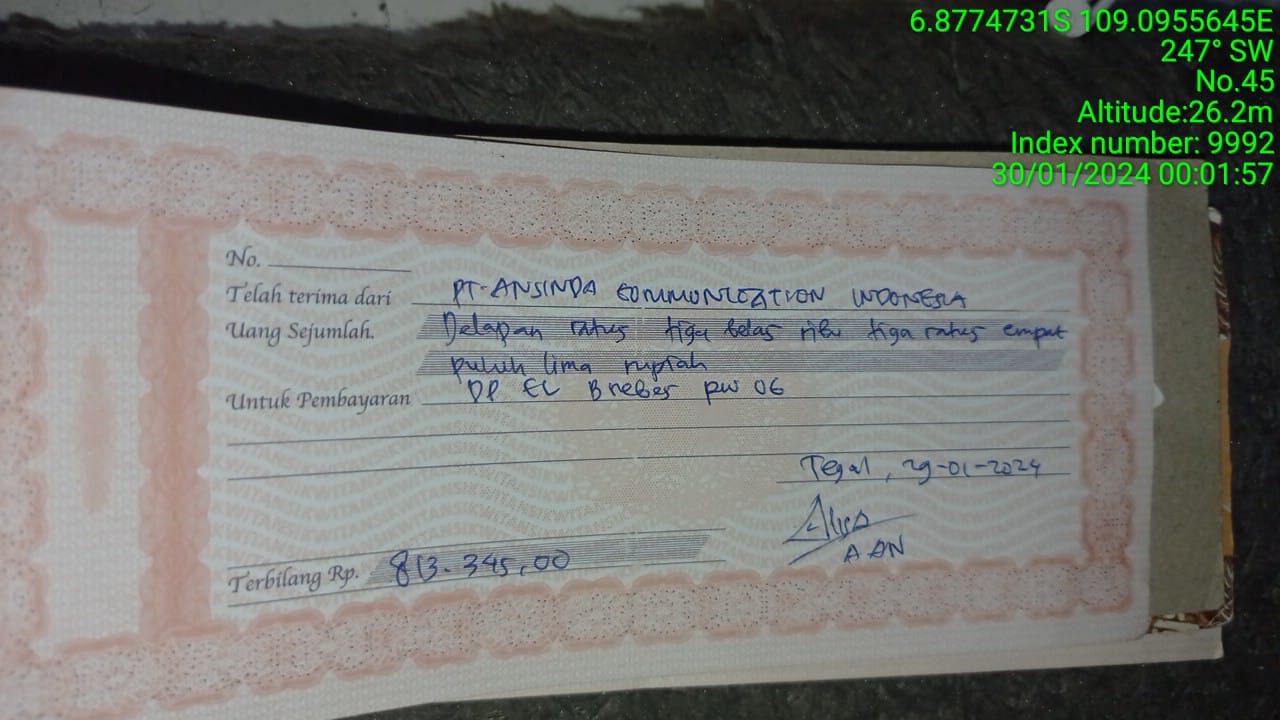 6.8774731S 109.0955645E
247° SW
No.45
Altitude:26.2m
Index number: 9992
30/01/2024 00:01:57
No.
Telah terima dari PT-ANSINDA COMMUNICATION INDONESIA
Uang Sejumlah. Delapan ratus tiga belas ribu tiga ratus empat
puluh lima rupiah
Untuk Pembayaran DP EC Brebes pw 06
Tegal, 29-01-2024
AAN
Terbilang Rp. 813.345,00